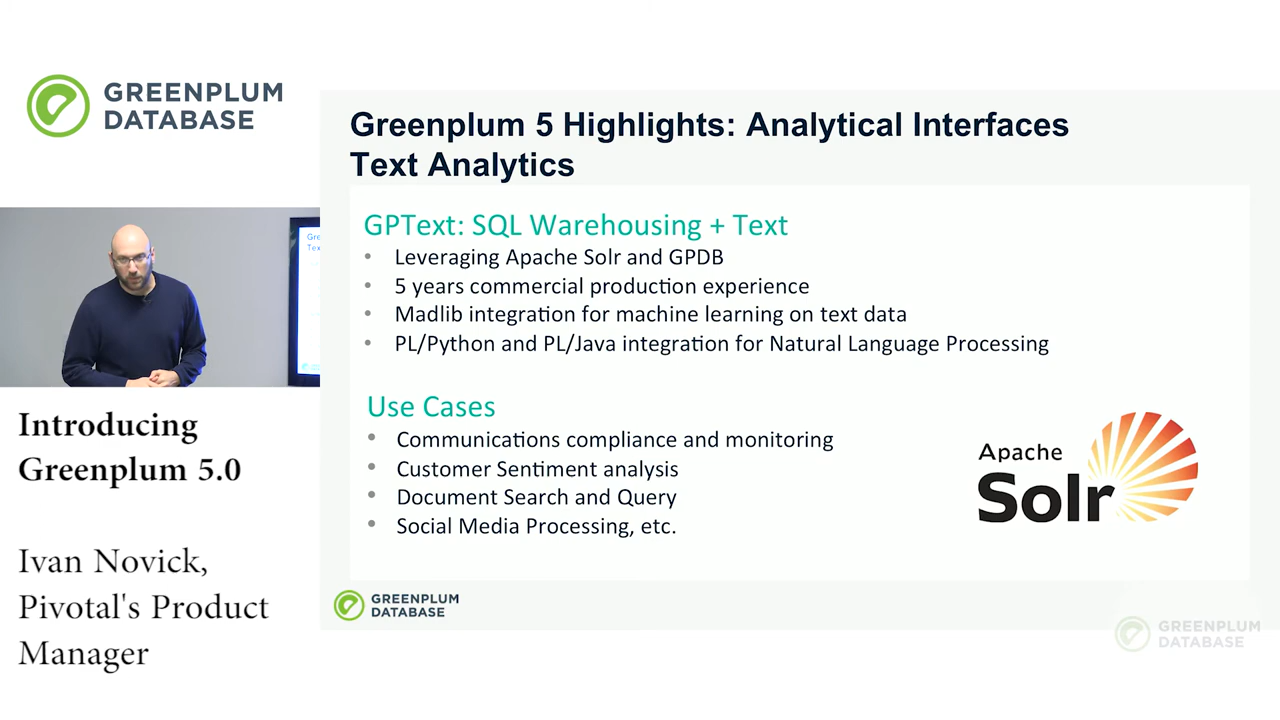 GREENPLUM
DATABASE
Greenplum 5 Highlights: Analytical Interfaces
Text Analytics
GPText: SQL Warehousing + Text
• Leveraging Apache Solr and GPDB
• 5 years commercial production experience
• Madlib integration for machine learning on text data
• PL/Python and PL/Java integration for Natural Language Processing
Use Cases
• Communications compliance and monitoring
• Customer Sentiment analysis
• Document Search and Query
• Social Media Processing, etc.
Apache
Solr
GREENPLUM
DATABASE
Gre
Tex
Introducing
Greenplum 5.0
Ivan Novick,
Pivotal's Product
Manager
GREENPLUM
DATABASE